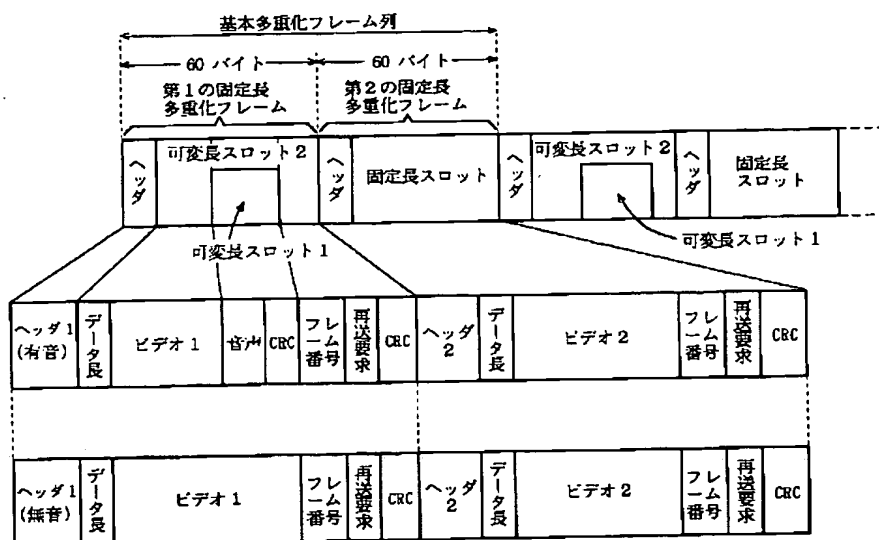 基本多重化フレーム列
60 バイト
60 バイト
第1の固定長
多重化フレーム
第2の固定長
多重化フレーム
ヘッダ
可変長スロット2
ヘッダ
固定長スロット
ヘッダ
可変長スロット2
ヘッダ
固定長
スロット
可変長スロット1
可変長スロット1
ヘッダ1
(有音)
データ長
ビデオ1
音声
CRC
フレーム番号
再送要求
CRC
ヘッダ
2
データ長
ビデオ2
フレーム番号
再送要求
CRC
ヘッダ1
(無音)
データ長
ビデオ1
フレーム番号
再送要求
CRC
ヘッダ
2
データ長
ビデオ2
フレーム番号
再送要求
CRC